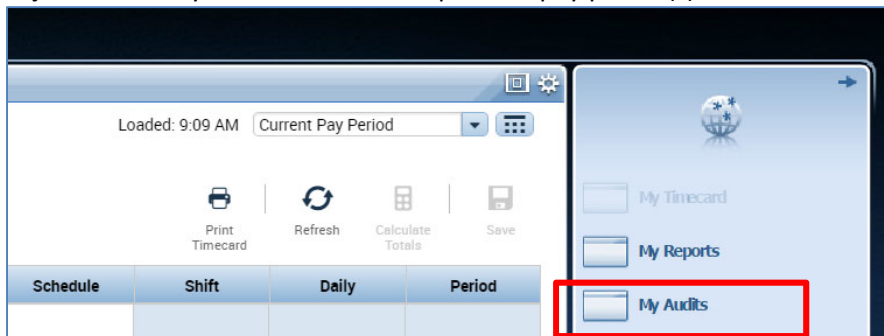 Loaded: 9:09 AM Current Pay Period
Print Timecard
Refresh
Calculate Totals
Save
Schedule Shift Daily Period
My Timecard
My Reports
My Audits